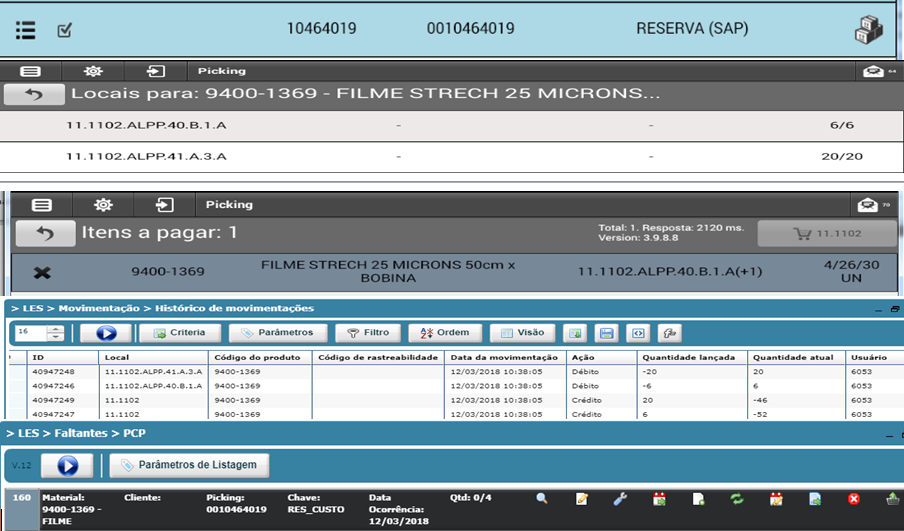 10464019 0010464019 RESERVA (SAP)
Picking 64
Locais para: 9400-1369 - FILME STRECH 25 MICRONS...
11.1102.ALPP.40.B.1.A - - 6/6
11.1102.ALPP.41.A.3.A - - 20/20
Picking 70
Itens a pagar: 1 Total: 1. Resposta: 2120 ms. 11.1102
Version: 3.9.8.8
9400-1369 FILME STRECH 25 MICRONS 50cm x 11.1102.ALPP.40.B.1.A(+1) 4/26/30
BOBINA UN
> LES > Movimentação > Histórico de movimentações
16 Criteria Parâmetros Filtro Ordem Visão
ID Local Código do produto Código de rastreabilidade Data da movimentação Ação Quantidade lançada Quantidade atual Usuário
40947248 11.1102.ALPP.41.A.3.A 9400-1369 12/03/2018 10:38:05 Débito -20 20 6053
40947246 11.1102.ALPP.40.B.1.A 9400-1369 12/03/2018 10:38:05 Débito -6 6 6053
40947249 11.1102 9400-1369 12/03/2018 10:38:05 Crédito 20 -46 6053
40947247 11.1102 9400-1369 12/03/2018 10:38:05 Crédito 6 -52 6053
> LES > Faltantes > PCP
V.12 Parâmetros de Listagem
160 Material: Cliente: Picking: Chave: Data Qtd: 0/4
9400-1369 - 0010464019 RES_CUSTO Ocorrência:
FILME 12/03/2018